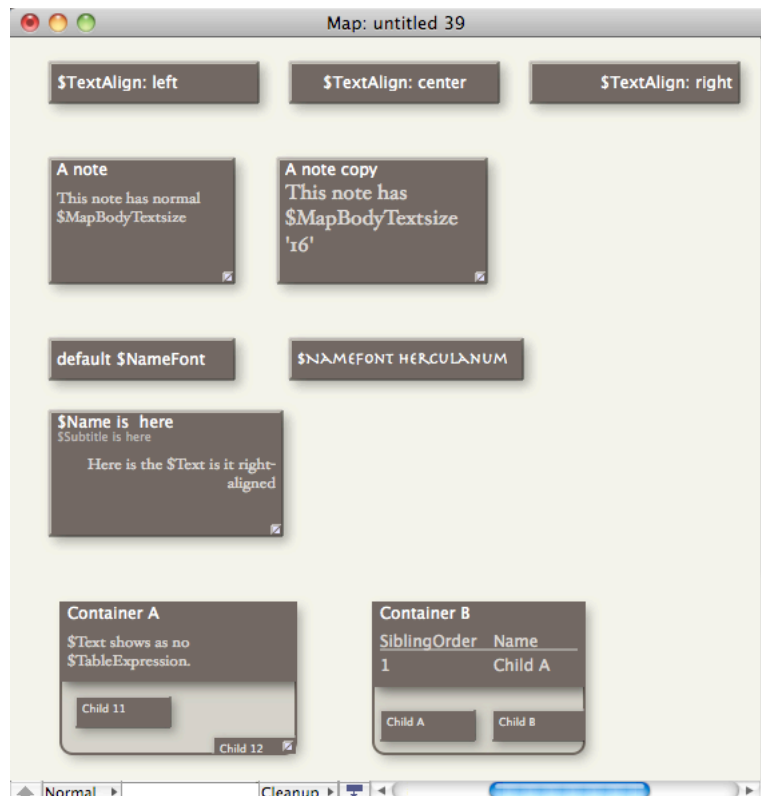 Map: untitled 39
$TextAlign: left
$TextAlign: center
$TextAlign: right
A note
This note has normal
$MapBodyTextsize
A note copy
This note has
$MapBodyTextsize
'16'
default $NameFont
$NAMEFONT HERCULANUM
$Name is  here
$Subtitle is here
Here is the $Text is it right-
aligned
Container A
$Text shows as no
$TableExpression.
Child 11
Child 12
Container B
SiblingOrder Name
1 Child A
Child A
Child B
Normal
Cleanup